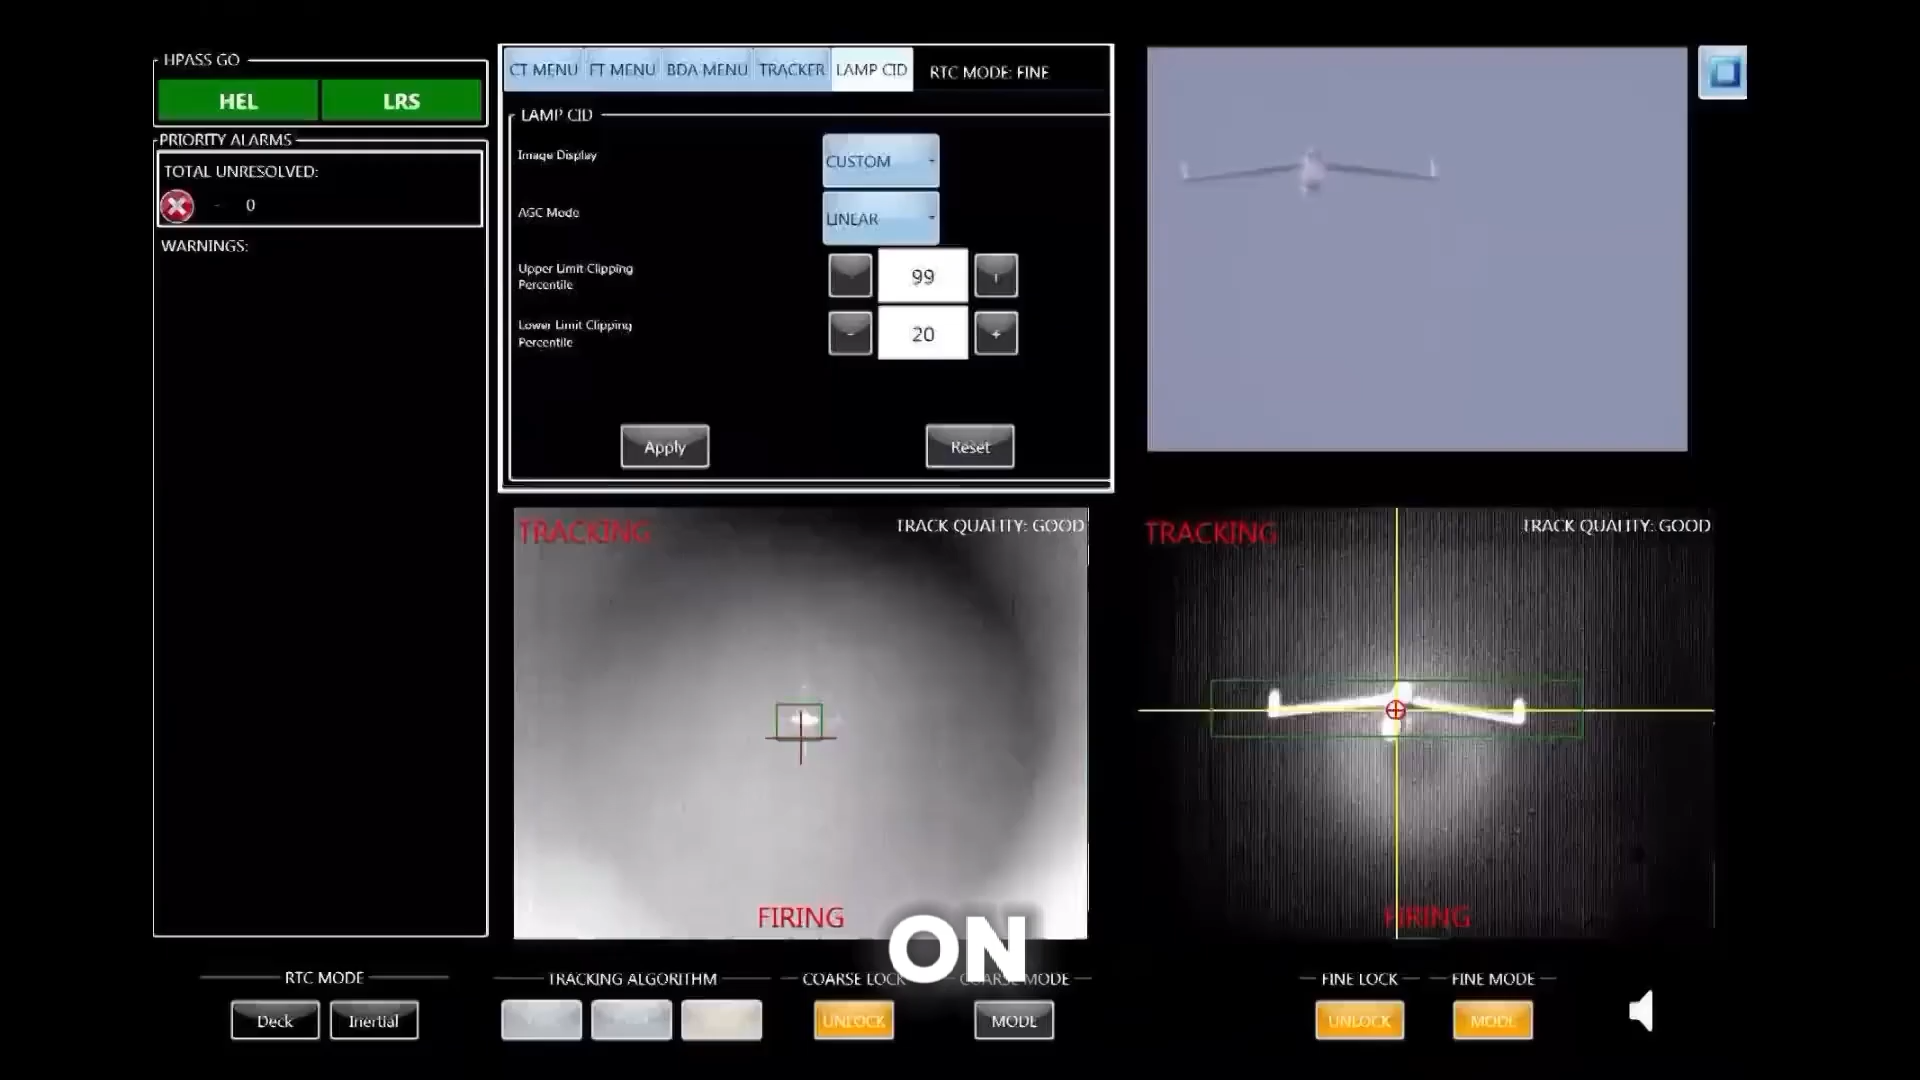 HPASS GO
HEL
LRS
PRIORITY ALARMS
TOTAL UNRESOLVED:
- 0
WARNINGS:
CT MENU
FT MENU
BDA MENU
TRACKER
LAMP CID
RTC MODE: FINE
LAMP CID
Image Display
CUSTOM
AGC Mode
LINEAR
Upper Limit Clipping
Percentile
- 99 +
Lower Limit Clipping
Percentile
- 20 +
Apply
Reset
TRACKING
TRACK QUALITY: GOOD
FIRING
TRACKING
TRACK QUALITY: GOOD
FIRING
ON
RTC MODE
Deck
Inertial
TRACKING ALGORITHM
COARSE LOCK
UNLOCK
COARSE MODE
MODE
FINE LOCK
UNLOCK
FINE MODE
MODE